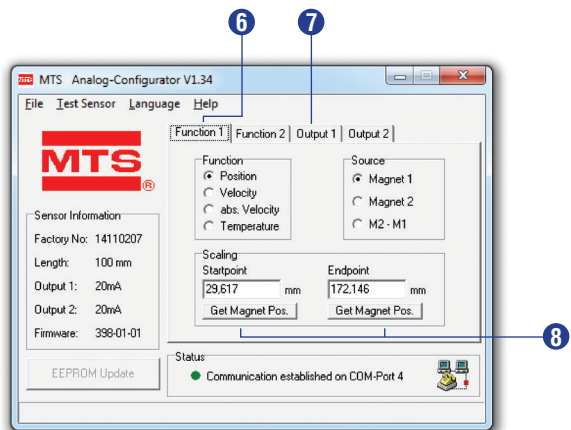 6 7
MTS Analog-Configurator V1.34
File Test Sensor Language Help
Function 1 Function 2 Output 1 Output 2
MTS®
Function
Position
Velocity
abs. Velocity
Temperature
Source
Magnet 1
Magnet 2
M2 - M1
Sensor Information
Factory No: 14110207
Length: 100 mm
Output 1: 20mA
Output 2: 20mA
Firmware: 398-01-01
Scaling
Startpoint Endpoint
29,617 mm 172,146 mm
Get Magnet Pos. Get Magnet Pos.
8
EEPROM Update
Status
Communication established on COM-Port 4